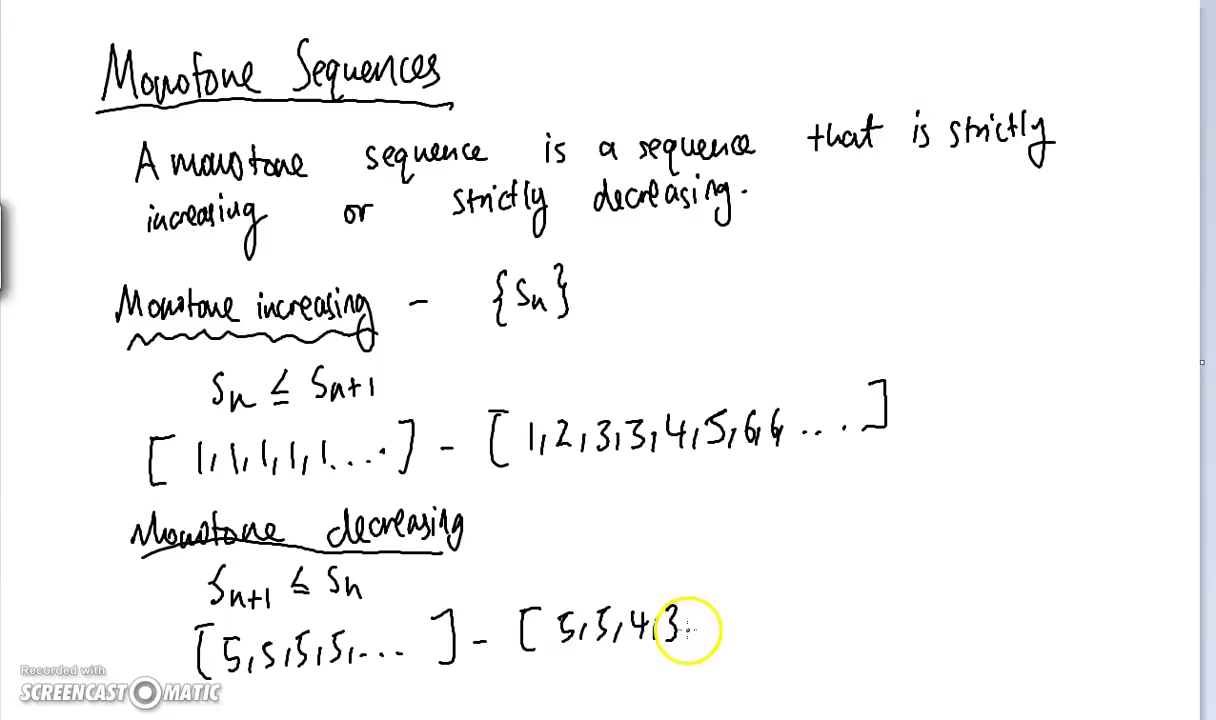 Monotone Sequences
A monotone sequence is a sequence that is strictly
increasing or strictly decreasing.
Monotone increasing - {Sn}
Sn ≤ Sn+1
[1,1,1,1,1....] - [1,2,3,3,4,5,6,6 ....]
Monotone decreasing
Sn+1 ≤ Sn
[5,5,5,5,... ] - [5,5,4,3
Recorded with
SCREENCAST-O-MATIC